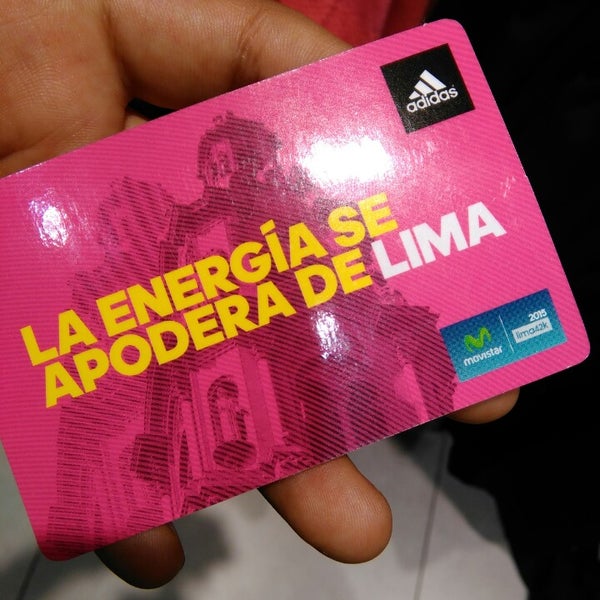 adidas
LA ENERGÍA SE
APODERA DE LIMA
movistar
2015
lima42k